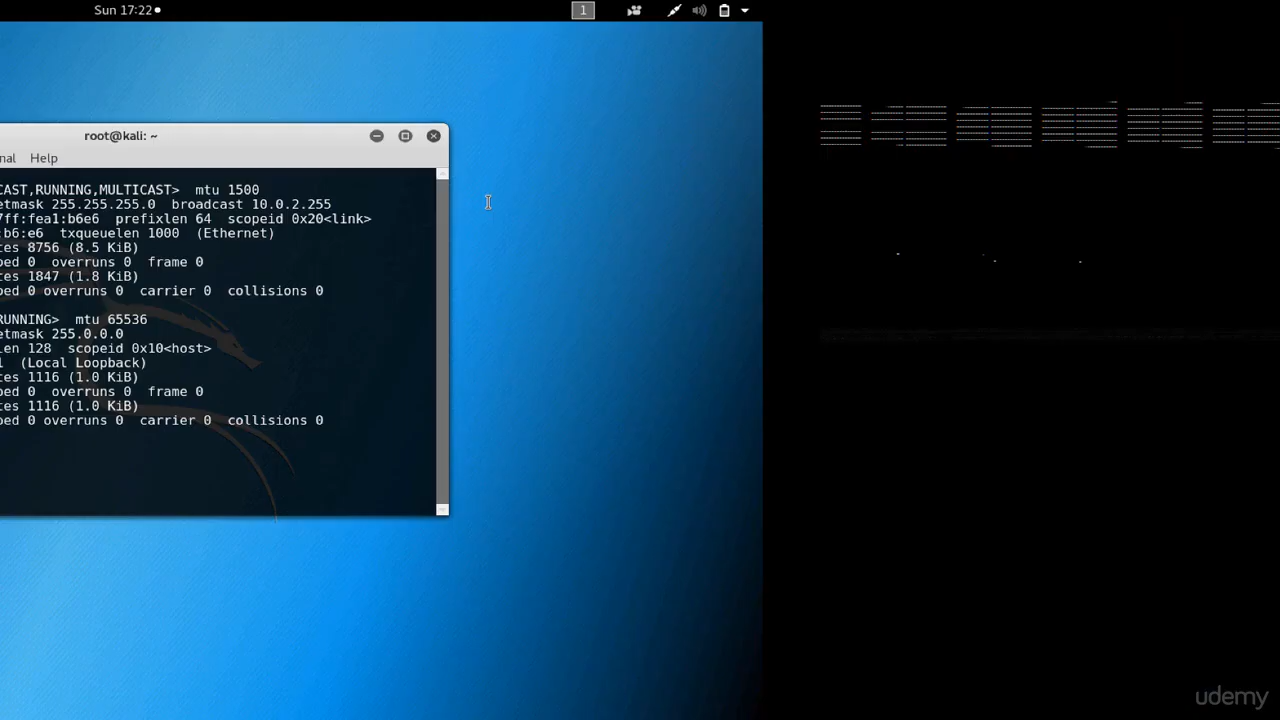 Sun 17:22
1
root@kali: ~
nal Help
CAST,RUNNING,MULTICAST> mtu 1500
etmask 255.255.255.0 broadcast 10.0.2.255
7ff:fea1:b6e6 prefixlen 64 scopeid 0x20<link>
:b6:e6 txqueuelen 1000 (Ethernet)
tes 8756 (8.5 KiB)
ped 0 overruns 0 frame 0
tes 1847 (1.8 KiB)
ped 0 overruns 0 carrier 0 collisions 0
RUNNING> mtu 65536
etmask 255.0.0.0
len 128 scopeid 0x10<host>
l (Local Loopback)
tes 1116 (1.0 KiB)
ped 0 overruns 0 frame 0
tes 1116 (1.0 KiB)
ped 0 overruns 0 carrier 0 collisions 0
udemy